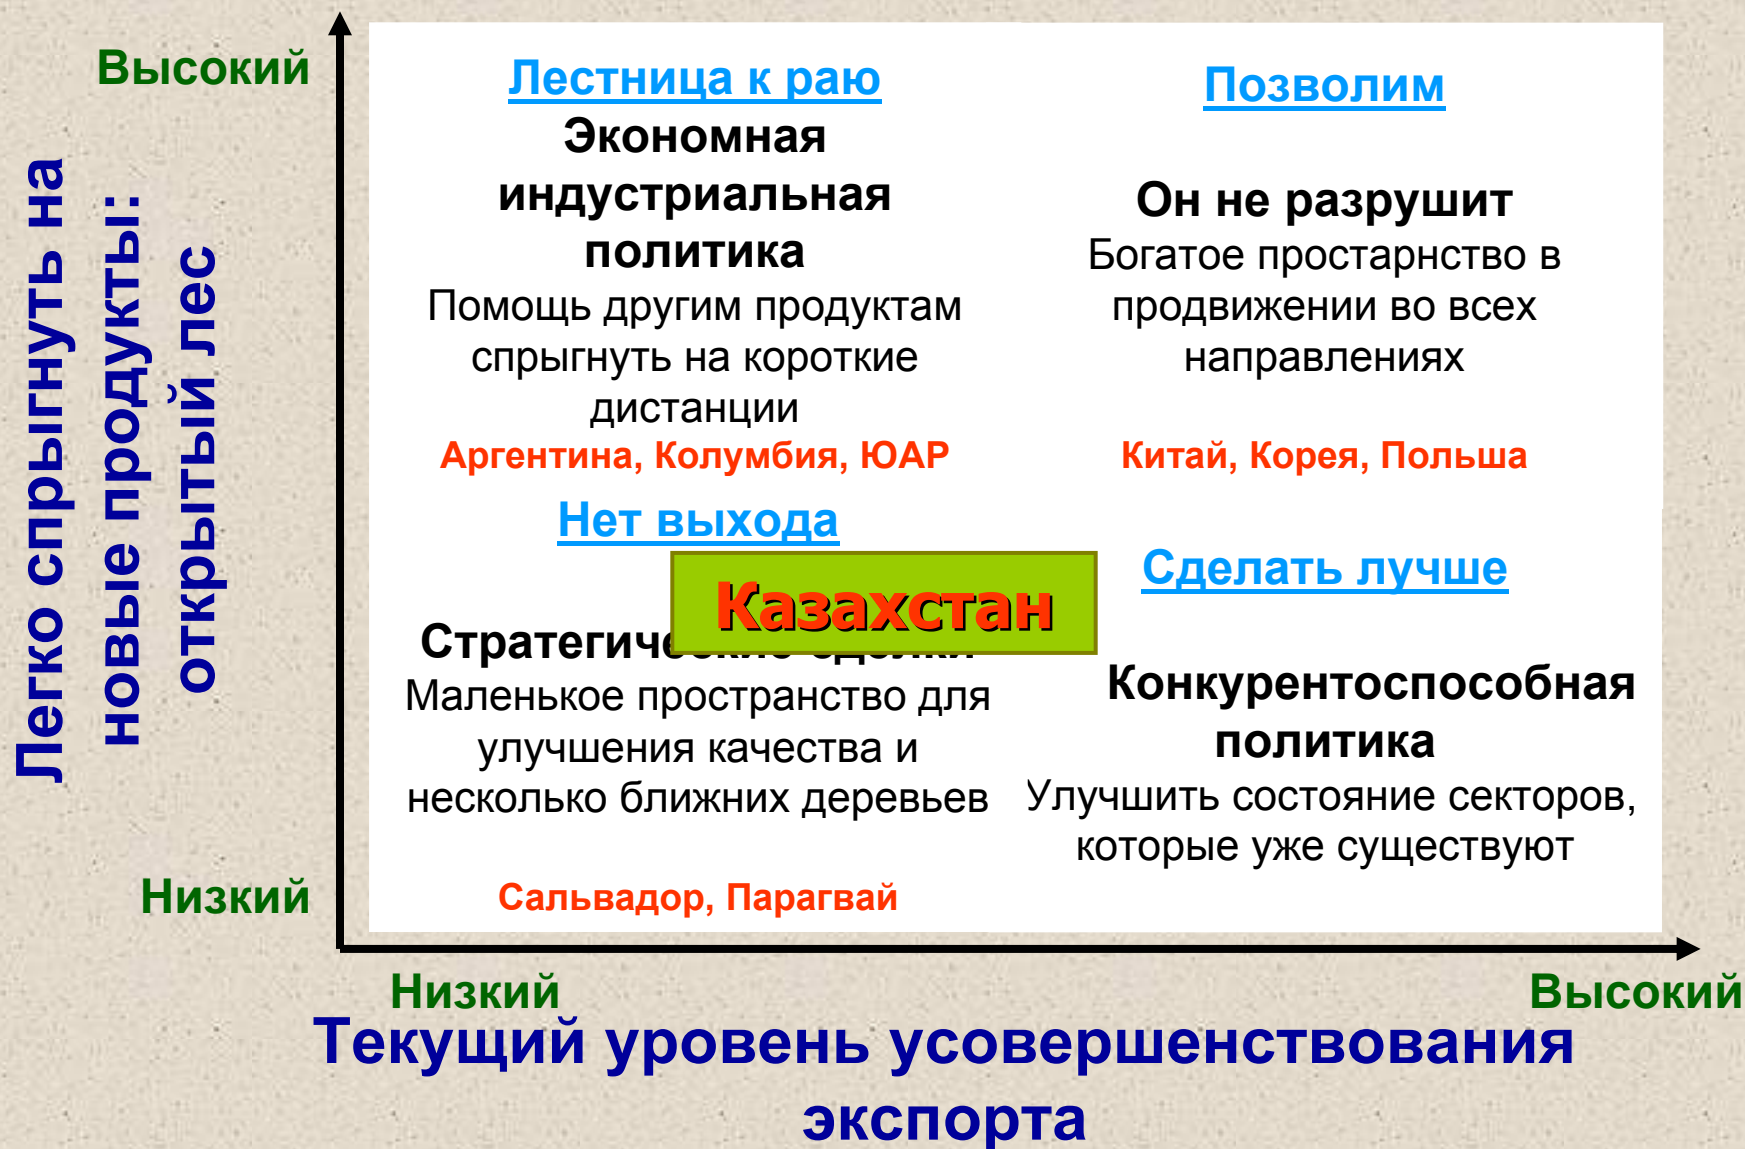 Высокий
Легко спрыгнуть на
новые продукты:
открытый лес
Низкий
Лестница к раю
Экономная
индустриальная
политика
Помощь другим продуктам
спрыгнуть на короткие
дистанции
Аргентина, Колумбия, ЮАР
Позволим
Он не разрушит
Богатое простарнство в
продвижении во всех
направлениях
Китай, Корея, Польша
Нет выхода
Казахстан
Стратегические сделки
Маленькое пространство для
улучшения качества и
несколько ближних деревьев
Сальвадор, Парагвай
Сделать лучше
Конкурентоспособная
политика
Улучшить состояние секторов,
которые уже существуют
Низкий
Высокий
Текущий уровень усовершенствования
экспорта